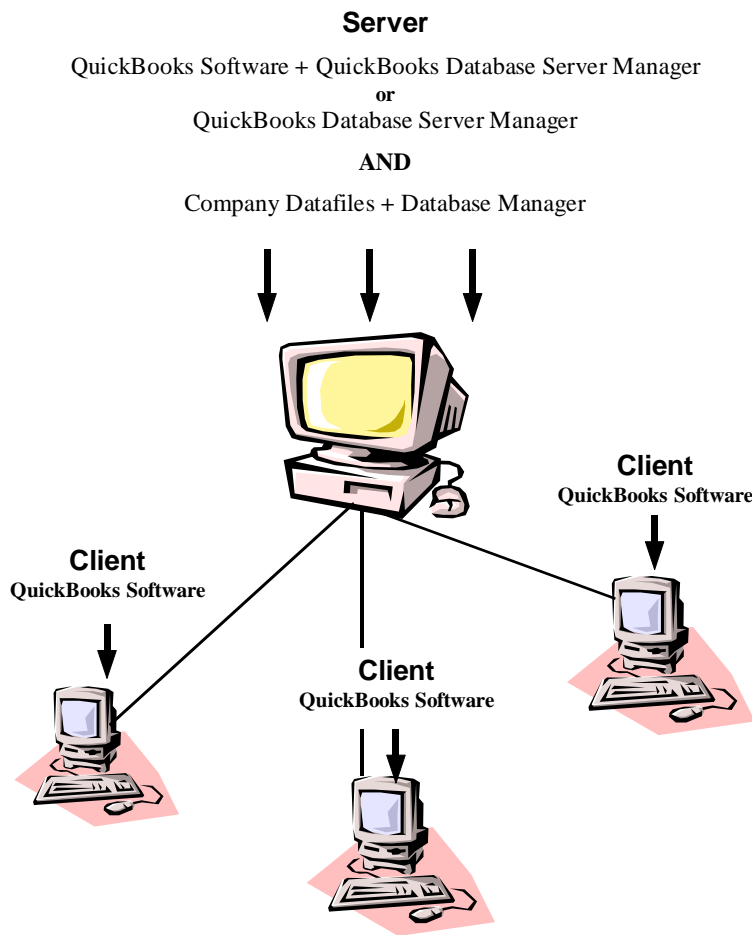 Server
QuickBooks Software + QuickBooks Database Server Manager
or
QuickBooks Database Server Manager
AND
Company Datafiles + Database Manager
Client
QuickBooks Software
Client
QuickBooks Software
Client
QuickBooks Software